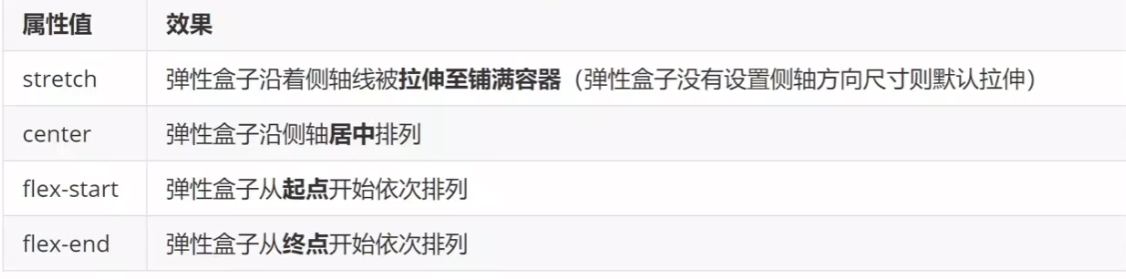 属性值 效果
stretch 弹性盒子沿着侧轴线被拉伸至铺满容器（弹性盒子没有设置侧轴方向尺寸则默认拉伸）
center 弹性盒子沿侧轴居中排列
flex-start 弹性盒子从起点开始依次排列
flex-end 弹性盒子从终点开始依次排列